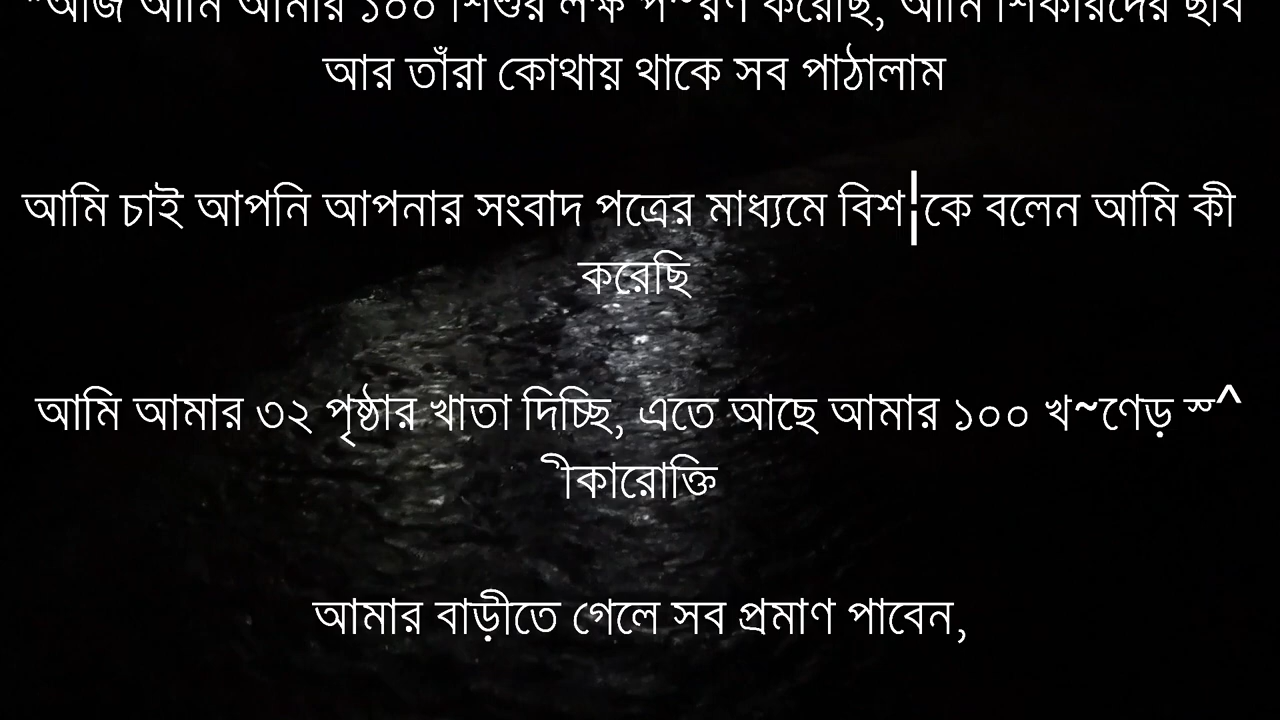 "আজ আমি আমার ১০০ শিশুর লক্ষ প~রণ করেছি, আমি শিকারিদের ছবি
আর তাঁরা কোথায় থাকে সব পাঠালাম
আমি চাই আপনি আপনার সংবাদ পত্রের মাধ্যমে বিশ¦কে বলেন আমি কী
করেছি
আমি আমার ৩২ পৃষ্ঠার খাতা দিচ্ছি, এতে আছে আমার ১০০ খ~ণেড় স্^
ীকারোক্তি
আমার বাড়ীতে গেলে সব প্রমাণ পাবেন,